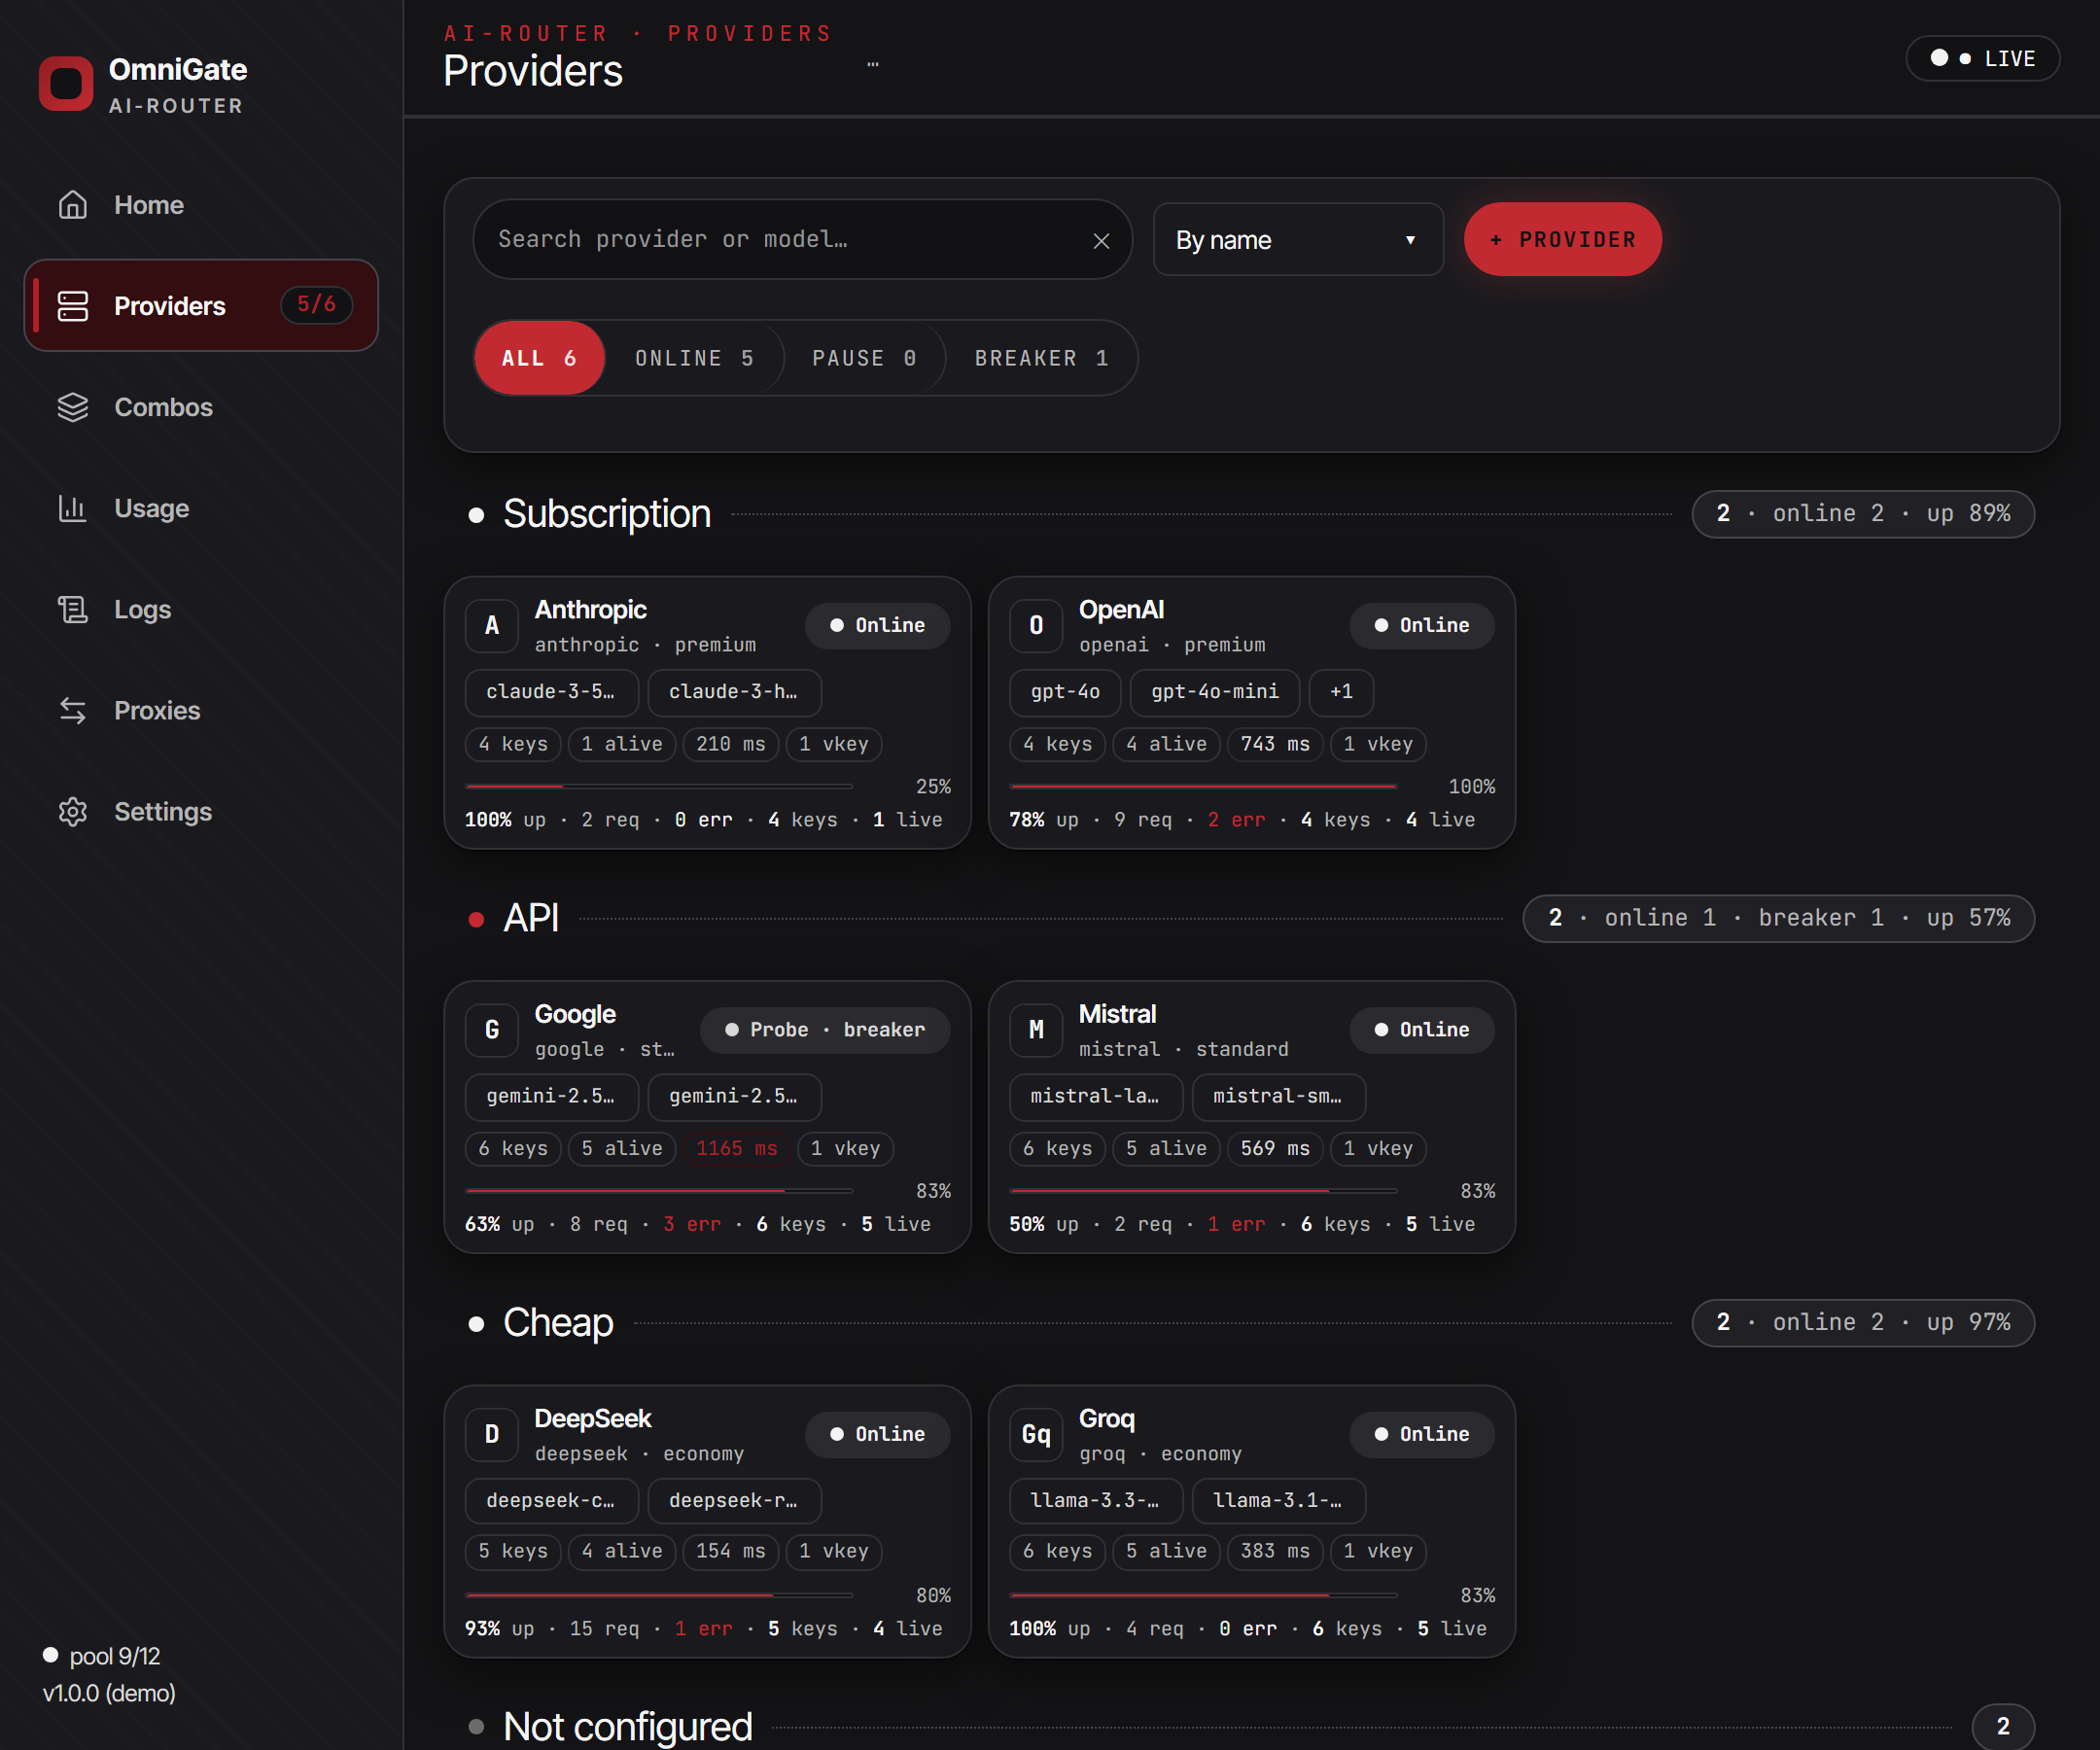 OmniGate
AI-ROUTER
Home
Providers 5/6
Combos
Usage
Logs
Proxies
Settings
pool 9/12
v1.0.0 (demo)
AI-ROUTER · PROVIDERS
Providers
…
● LIVE
Search provider or model…
By name
+ PROVIDER
ALL 6 ONLINE 5 PAUSE 0 BREAKER 1
Subscription 2 · online 2 · up 89%
A Anthropic
anthropic · premium
Online
claude-3-5… claude-3-h…
4 keys 1 alive 210 ms 1 vkey
25%
100% up · 2 req · 0 err · 4 keys · 1 live
O OpenAI
openai · premium
Online
gpt-4o gpt-4o-mini +1
4 keys 4 alive 743 ms 1 vkey
100%
78% up · 9 req · 2 err · 4 keys · 4 live
API 2 · online 1 · breaker 1 · up 57%
G Google
google · st…
Probe · breaker
gemini-2.5… gemini-2.5…
6 keys 5 alive 1165 ms 1 vkey
83%
63% up · 8 req · 3 err · 6 keys · 5 live
M Mistral
mistral · standard
Online
mistral-la… mistral-sm…
6 keys 5 alive 569 ms 1 vkey
83%
50% up · 2 req · 1 err · 6 keys · 5 live
Cheap 2 · online 2 · up 97%
D DeepSeek
deepseek · economy
Online
deepseek-c… deepseek-r…
5 keys 4 alive 154 ms 1 vkey
80%
93% up · 15 req · 1 err · 5 keys · 4 live
Gq Groq
groq · economy
Online
llama-3.3-… llama-3.1-…
6 keys 5 alive 383 ms 1 vkey
83%
100% up · 4 req · 0 err · 6 keys · 5 live
Not configured 2